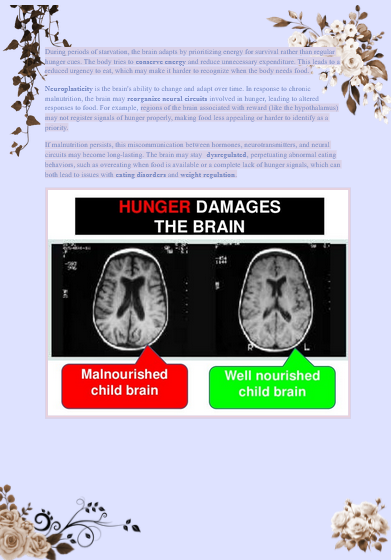 During periods of starvation, the brain adapts by prioritizing energy for survival rather than regular
hunger cues. The body tries to conserve energy and reduce unnecessary expenditure. This leads to a
reduced urgency to eat, which may make it harder to recognize when the body needs food.
Neuroplasticity is the brain's ability to change and adapt over time. In response to chronic
malnutrition, the brain may reorganize neural circuits involved in hunger, leading to altered
responses to food. For example, regions of the brain associated with reward (like the hypothalamus)
may not register signals of hunger properly, making food less appealing or harder to identify as a
priority.
If malnutrition persists, this miscommunication between hormones, neurotransmitters, and neural
circuits may become long-lasting. The brain may stay dysregulated, perpetuating abnormal eating
behaviors, such as overeating when food is available or a complete lack of hunger signals, which can
both lead to issues with eating disorders and weight regulation.
HUNGER DAMAGES
THE BRAIN
R L
Malnourished
child brain
Well nourished
child brain